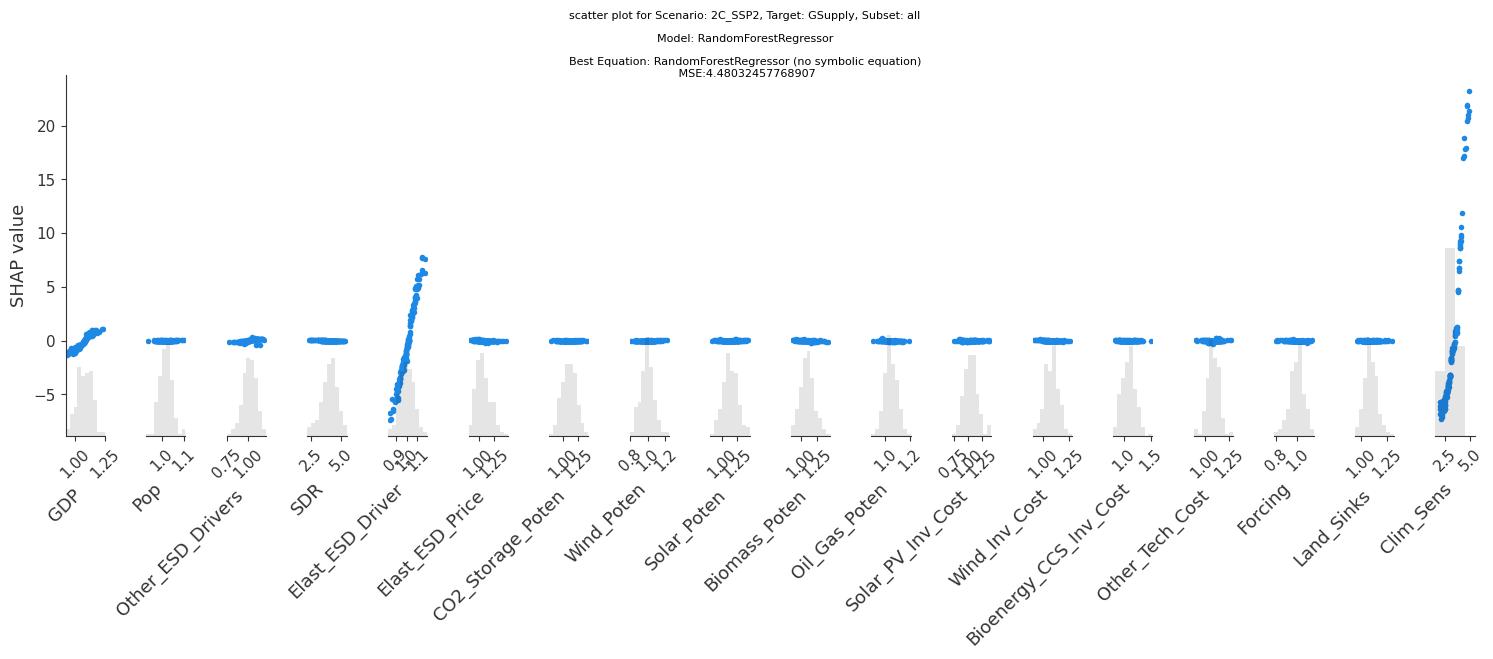 scatter plot for Scenario: 2C_SSP2, Target: GSupply, Subset: all
Model: RandomForestRegressor
Best Equation: RandomForestRegressor (no symbolic equation)
MSE:4.48032457768907
SHAP value
20
15
10
5
0
−5
1.00 1.25
1.0 1.1
0.75 1.00
2.5 5.0
0.9 1.0 1.1
1.00 1.25
1.00 1.25
0.8 1.0 1.2
1.00 1.25
1.00 1.25
1.0 1.2
0.75 1.00 1.25
1.00 1.25
1.0 1.5
1.00 1.25
0.8 1.0
1.00 1.25
2.5 5.0
GDP
Pop
Other_ESD_Drivers
SDR
Elast_ESD_Driver
Elast_ESD_Price
CO2_Storage_Poten
Wind_Poten
Solar_Poten
Biomass_Poten
Oil_Gas_Poten
Solar_PV_Inv_Cost
Wind_Inv_Cost
Bioenergy_CCS_Inv_Cost
Other_Tech_Cost
Forcing
Land_Sinks
Clim_Sens